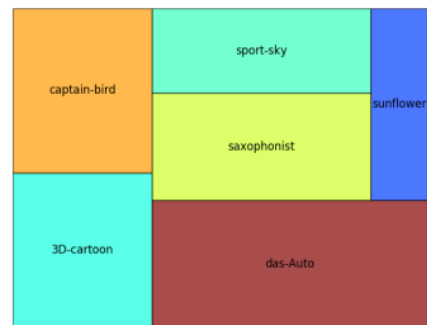 captain-bird
sport-sky
sunflower
saxophonist
3D-cartoon
das-Auto